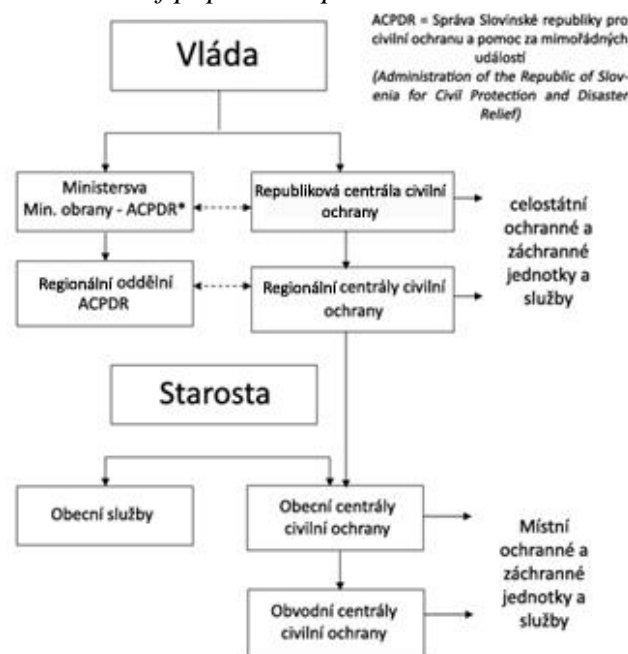 ACPDR = Správa Slovinské republiky pro
civilní ochranu a pomoc za mimořádných
událostí
(Administration of the Republic of Slov-
enia for Civil Protection and Disaster
Relief)
Vláda
Ministersva
Min. obrany - ACPDR*
Republiková centrála civilní
ochrany
celostátní
ochranné a
záchranné
jednotky a
služby
Regionální oddělní
ACPDR
Regionální centrály civilní
ochrany
Starosta
Obecní služby
Obecní centrály
civilní ochrany
Místní
ochranné a
záchranné
jednotky a
služby
Obvodní centrály
civilní ochrany